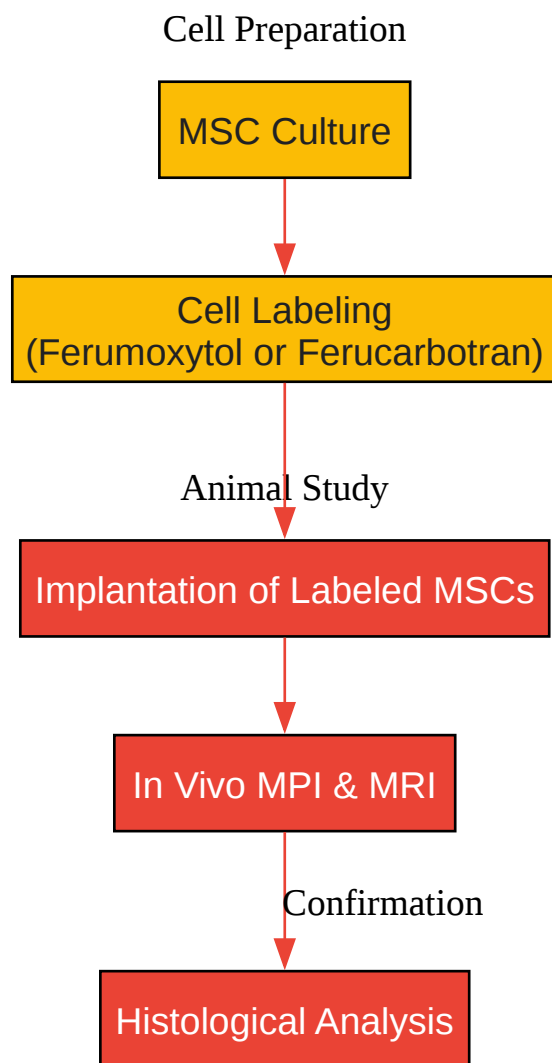 Cell Preparation
MSC Culture
Cell Labeling
(Ferumoxytol or Ferucarbotran)
Animal Study
Implantation of Labeled MSCs
In Vivo MPI & MRI
Confirmation
Histological Analysis